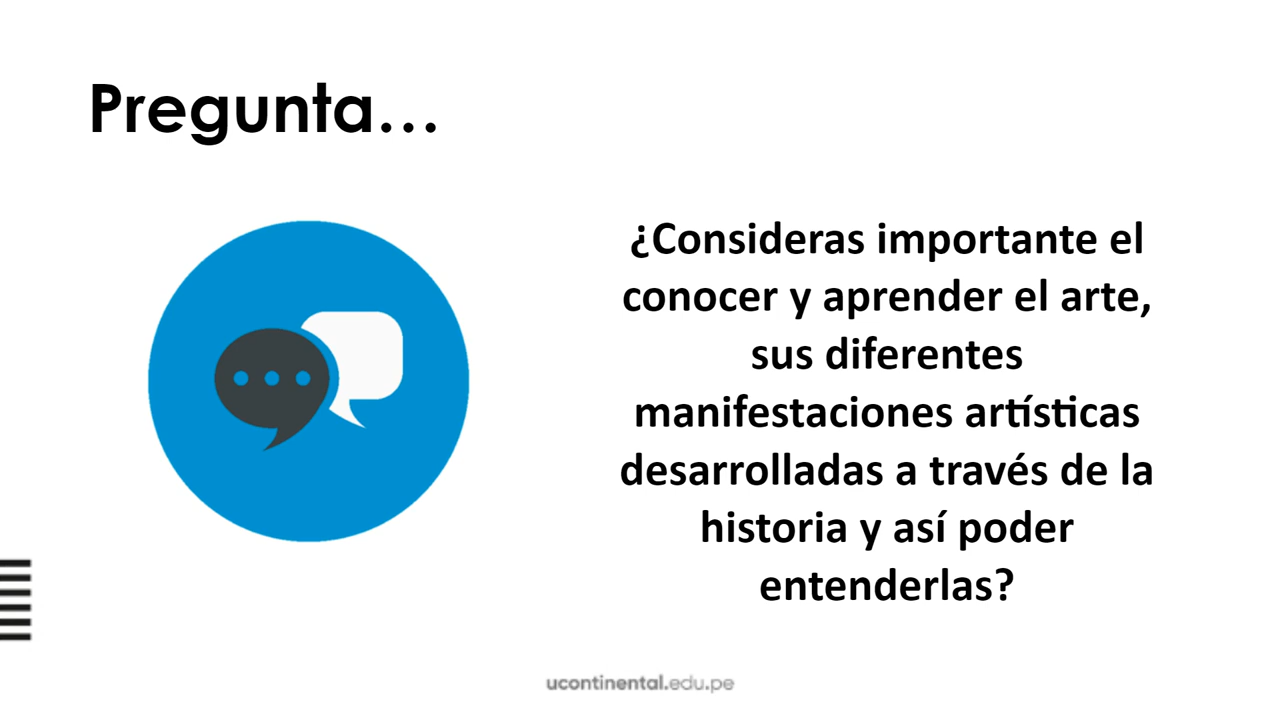 Pregunta…
¿Consideras importante el
conocer y aprender el arte,
sus diferentes
manifestaciones artísticas
desarrolladas a través de la
historia y así poder
entenderlas?
ucontinental.edu.pe